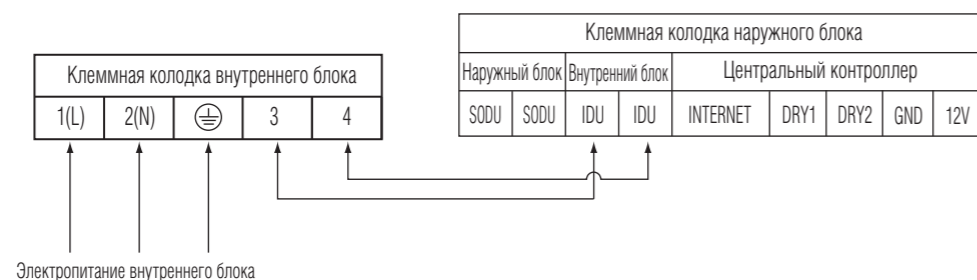 Клеммная колодка наружного блока
Наружный блок Внутренний блок Центральный контроллер
SODU SODU IDU IDU INTERNET DRY1 DRY2 GND 12V
Клеммная колодка внутреннего блока
1(L) 2(N) 3 4
Электропитание внутреннего блока